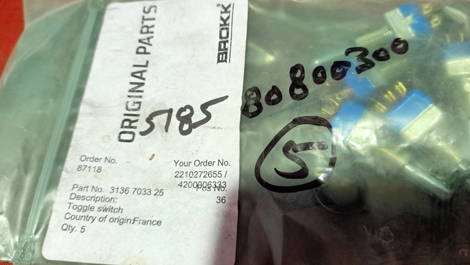 ORIGINAL PARTS
BROKK
5185
80800300
5
Order No.
87118
Your Order No.
2210272655 /
4200906333
Part No. 3136 7033 25
Pos No.
36
Description:
Toggle switch
Country of origin:France
Qty. 5